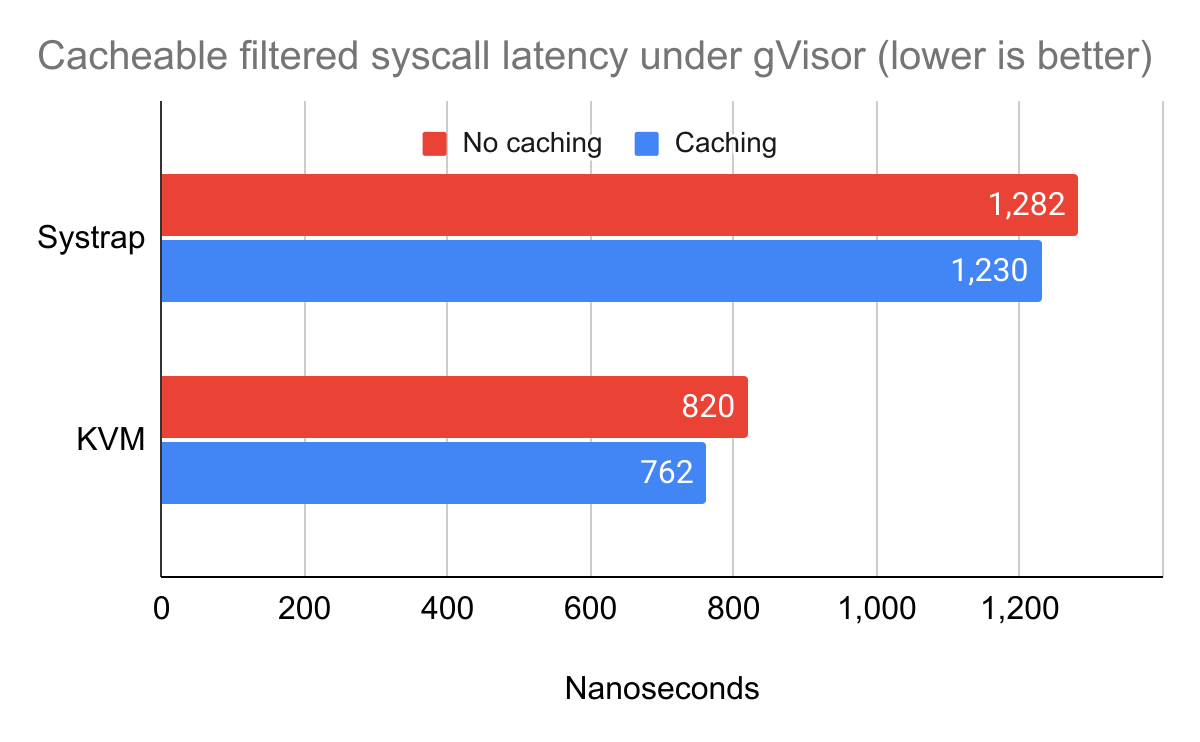 Cacheable filtered syscall latency under gVisor (lower is better)
No caching Caching
Systrap
1,282
1,230
KVM
820
762
0 200 400 600 800 1,000 1,200
Nanoseconds